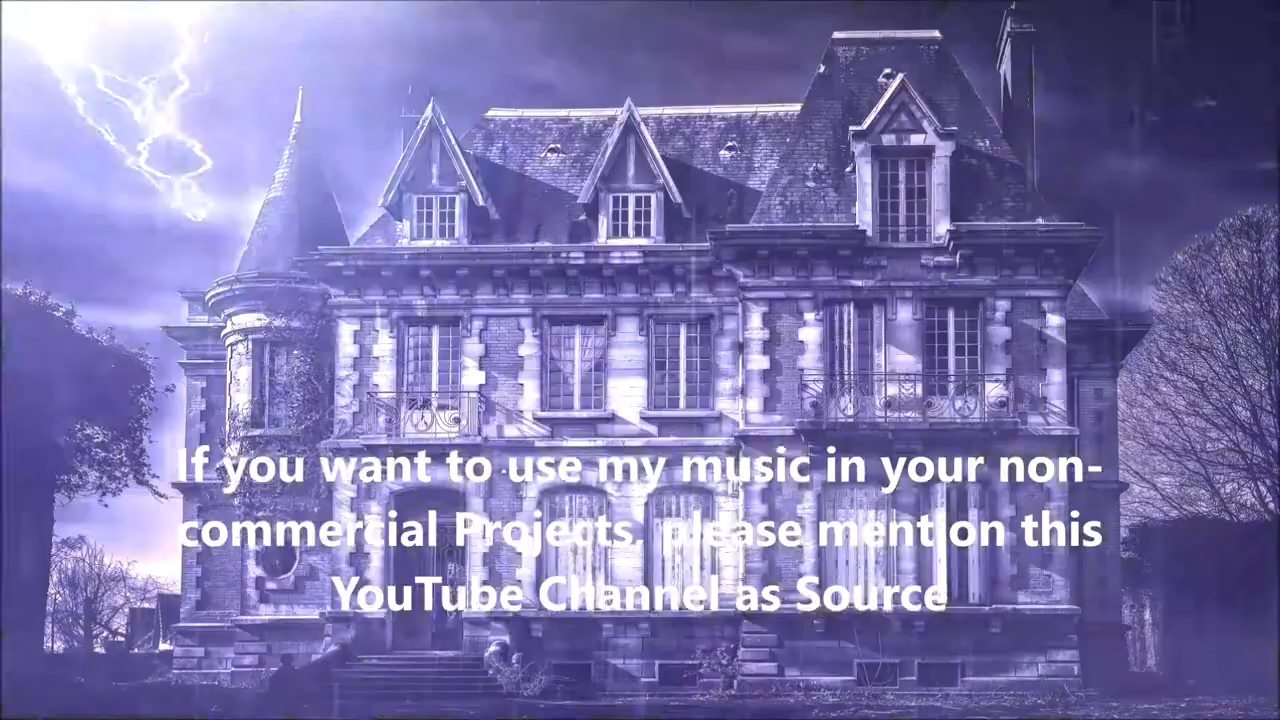 If you want to use my music in your non-
commercial Projects, please mention this
YouTube Channel as Source